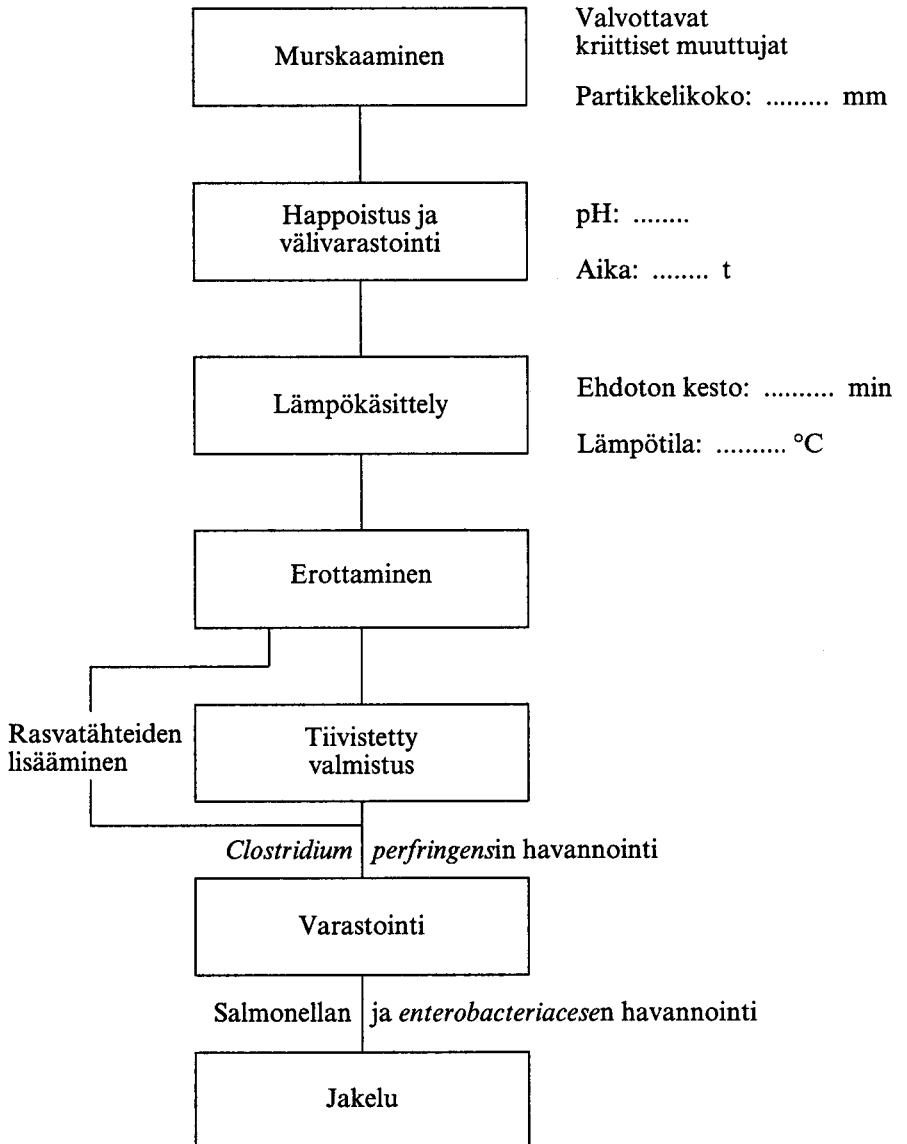 Valvottavat
kriittiset muuttujat
Murskaaminen
Partikkelikoko: ......... mm
Happoistus ja
välivarastointi
pH: ........
Aika: ........ t
Lämpökäsittely
Ehdoton kesto: .......... min
Lämpötila: .......... °C
Erottaminen
Rasvatähteiden
lisääminen
Tiivistetty
valmistus
Clostridium perfringensin havannointi
Varastointi
Salmonellan ja enterobacteriacesen havannointi
Jakelu